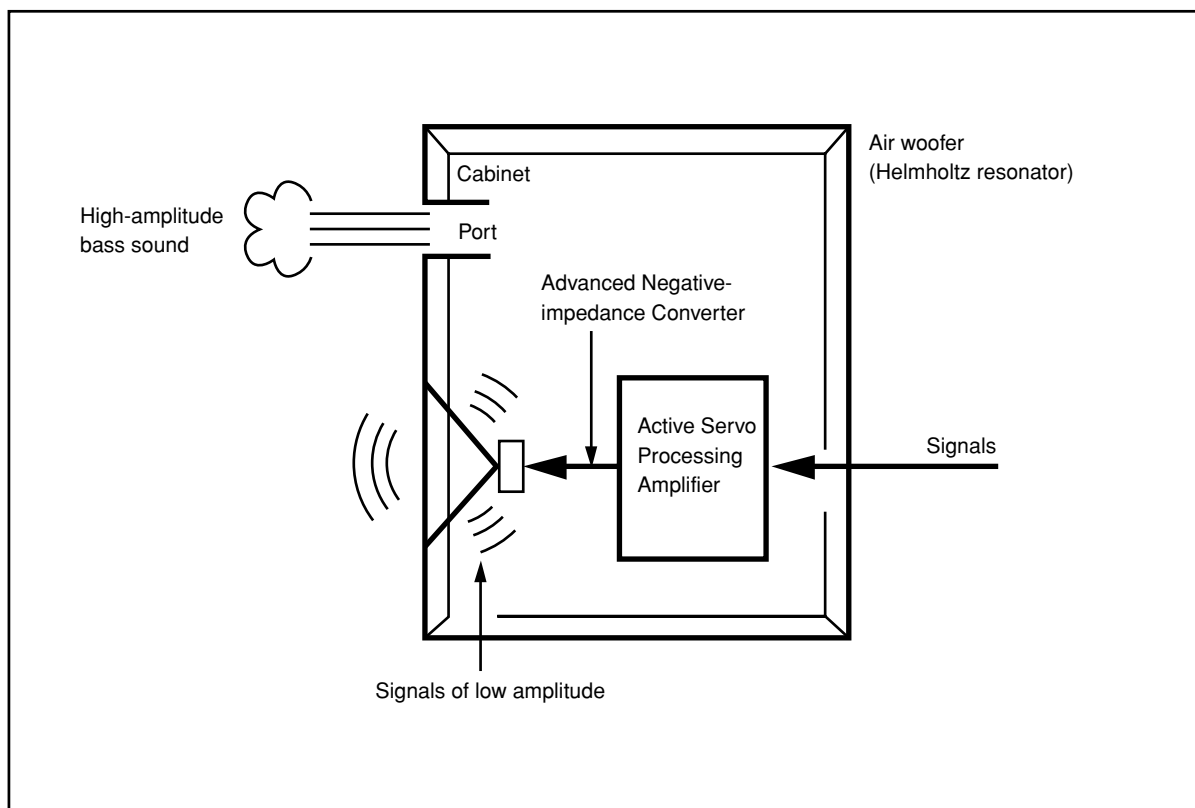 Air woofer
(Helmholtz resonator)
Cabinet
High-amplitude
bass sound
Port
Advanced Negative-
impedance Converter
Active Servo
Processing
Amplifier
Signals
Signals of low amplitude